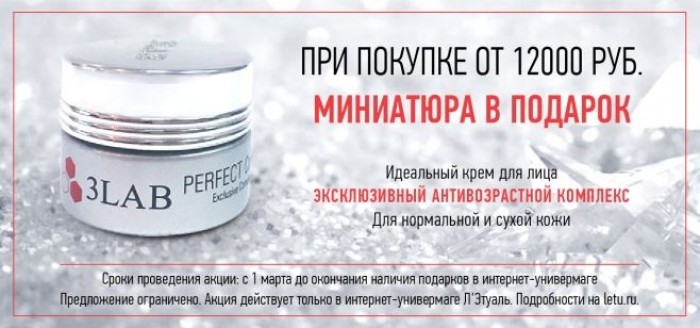 ПРИ ПОКУПКЕ ОТ 12000 РУБ.
МИНИАТЮРА В ПОДАРОК
3LAB
PERFECT
Exclusive
Идеальный крем для лица
ЭКСКЛЮЗИВНЫЙ АНТИВОЗРАСТНОЙ КОМПЛЕКС
Для нормальной и сухой кожи
Сроки проведения акции: с 1 марта до окончания наличия подарков в интернет-универмаге
Предложение ограничено. Акция действует только в интернет-универмаге Л'Этуаль. Подробности на letu.ru.